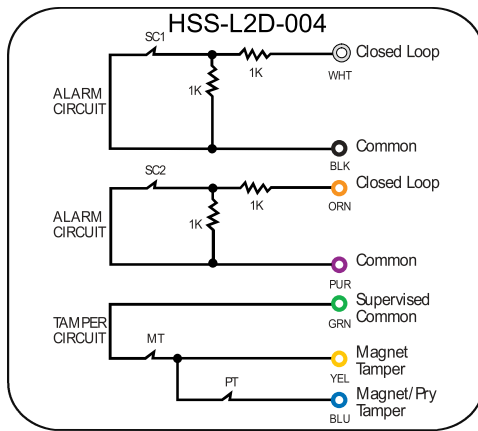 HSS-L2D-004
SC1
1K
Closed Loop
WHT
1K
ALARM
CIRCUIT
Common
BLK
SC2
Closed Loop
1K
ORN
1K
ALARM
CIRCUIT
Common
PUR
Supervised
Common
GRN
TAMPER
CIRCUIT
MT
Magnet
Tamper
YEL
PT
Magnet/Pry
Tamper
BLU